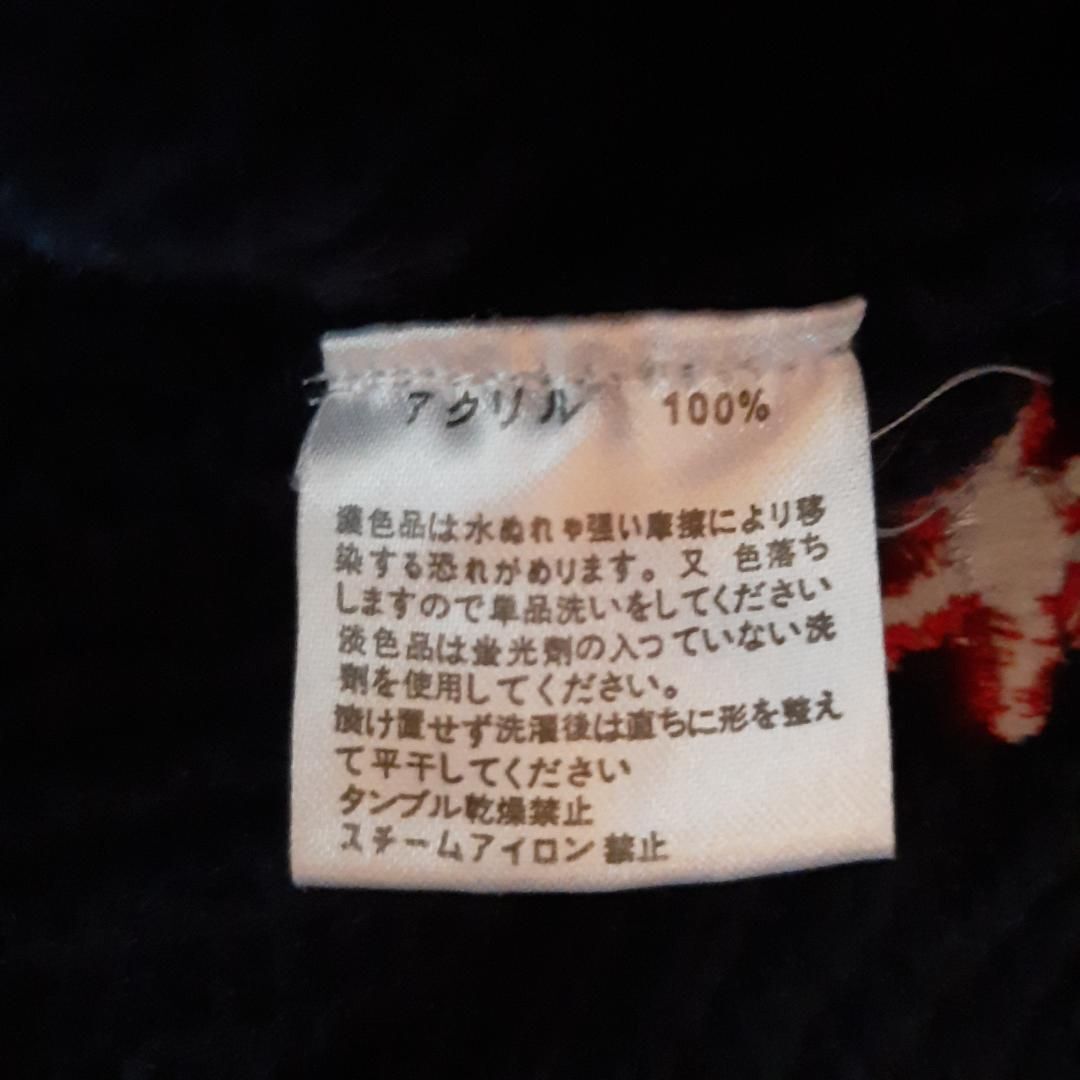 アクリル 100%
濃色品は水ぬれや強い摩擦により移
染する恐れがめります。又 色落ち
しますので単品洗いをしてください
淡色品は蛍光剤の入っていない洗
剤を使用してください。
漬け置せず洗濯後は直ちに形を整え
て平干してください
タンブル乾燥禁止
スチームアイロン禁止